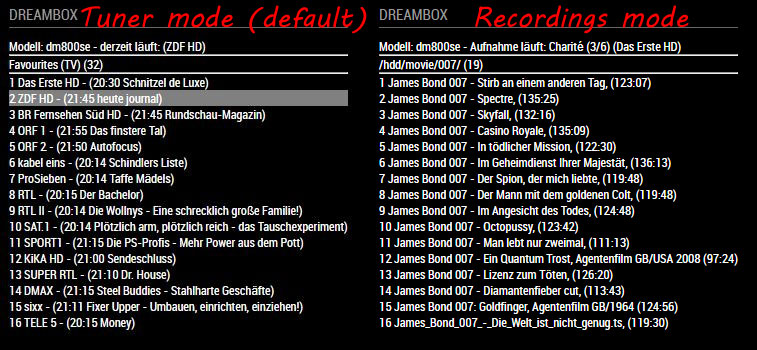 DREAMBOX Tuner mode (default)
Modell: dm800se - derzeit läuft: (ZDF HD)
Favourites (TV) (32)
1 Das Erste HD - (20:30 Schnitzel de Luxe)
2 ZDF HD - (21:45 heute journal)
3 BR Fernsehen Süd HD - (21:45 Rundschau-Magazin)
4 ORF 1 - (21:55 Das finstere Tal)
5 ORF 2 - (21:50 Autofocus)
6 kabel eins - (20:14 Schindlers Liste)
7 ProSieben - (20:14 Taffe Mädels)
8 RTL - (20:15 Der Bachelor)
9 RTL II - (20:14 Die Wollnys - Eine schrecklich große Familie!)
10 SAT.1 - (20:14 Plötzlich arm, plötzlich reich - das Tauschexperiment)
11 SPORT1 - (21:15 Die PS-Profis - Mehr Power aus dem Pott)
12 KiKA HD - (21:00 Sendeschluss)
13 SUPER RTL - (21:10 Dr. House)
14 DMAX - (21:15 Steel Buddies - Stahlharte Geschäfte)
15 sixx - (21:11 Fixer Upper - Umbauen, einrichten, einziehen!)
16 TELE 5 - (20:15 Money)
DREAMBOX Recordings mode
Modell: dm800se - Aufnahme läuft: Charité (3/6) (Das Erste HD)
/hdd/movie/007/ (19)
1 James Bond 007 - Stirb an einem anderen Tag, (123:07)
2 James Bond 007 - Spectre, (135:25)
3 James Bond 007 - Skyfall, (132:16)
4 James Bond 007 - Casino Royale, (135:09)
5 James Bond 007 - In tödlicher Mission, (122:30)
6 James Bond 007 - Im Geheimdienst Ihrer Majestät, (136:13)
7 James Bond 007 - Der Spion, der mich liebte, (119:48)
8 James Bond 007 - Der Mann mit dem goldenen Colt, (119:48)
9 James Bond 007 - Im Angesicht des Todes, (124:48)
10 James Bond 007 - Octopussy, (123:42)
11 James Bond 007 - Man lebt nur zweimal, (111:13)
12 James Bond 007 - Ein Quantum Trost, Agentenfilm GB/USA 2008 (97:24)
13 James Bond 007 - Lizenz zum Töten, (126:20)
14 James Bond 007 - Diamantenfieber cut, (113:43)
15 James Bond 007: Goldfinger, Agentenfilm GB/1964 (124:56)
16 James_Bond_007_-_Die_Welt_ist_nicht_genug.ts, (119:30)